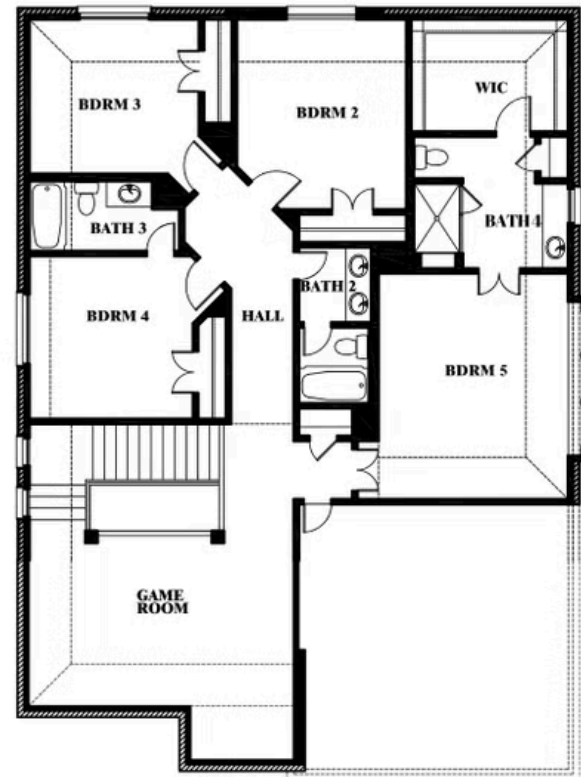 BDRM 3
BDRM 2
WIC
BATH 3
BATH 4
BATH 2
BDRM 4
HALL
BDRM 5
GAME
ROOM